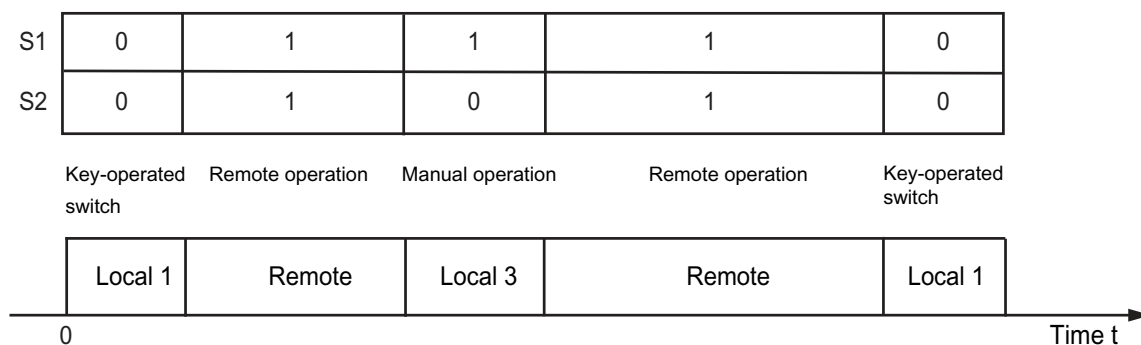 S1 0 1 1 1 0
S2 0 1 0 1 0
Key-operated switch Remote operation Manual operation Remote operation Key-operated switch
Local 1 Remote Local 3 Remote Local 1
0 Time t